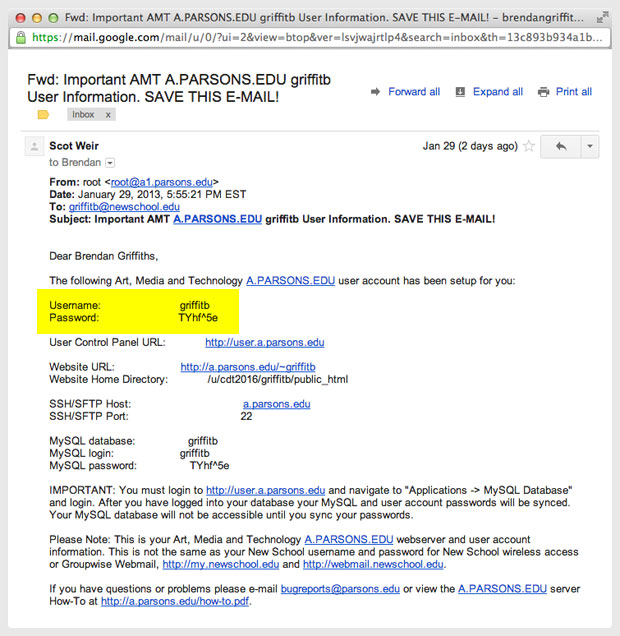 Fwd: Important AMT A.PARSONS.EDU griffitb User Information. SAVE THIS E-MAIL! – brendangriffit...
https://mail.google.com/mail/u/0/?ui=2&view=btop&ver=lsvjwajrtlp4&search=inbox&th=13c893b934a1b...
Fwd: Important AMT A.PARSONS.EDU griffitb
User Information. SAVE THIS E-MAIL!
Forward all Expand all Print all
Inbox x
Scot Weir Jan 29 (2 days ago)
to Brendan
From: root <root@a1.parsons.edu>
Date: January 29, 2013, 5:55:21 PM EST
To: griffitb@newschool.edu
Subject: Important AMT A.PARSONS.EDU griffitb User Information. SAVE THIS E-MAIL!
Dear Brendan Griffiths,
The following Art, Media and Technology A.PARSONS.EDU user account has been setup for you:
Username: griffitb
Password: TYhf^5e
User Control Panel URL: http://user.a.parsons.edu
Website URL: http://a.parsons.edu/~griffitb
Website Home Directory: /u/cdt2016/griffitb/public_html
SSH/SFTP Host: a.parsons.edu
SSH/SFTP Port: 22
MySQL database: griffitb
MySQL login: griffitb
MySQL password: TYhf^5e
IMPORTANT: You must login to http://user.a.parsons.edu and navigate to "Applications -> MySQL Database"
and login. After you have logged into your database your MySQL and user account passwords will be synced.
Your MySQL database will not be accessible until you sync your passwords.
Please Note: This is your Art, Media and Technology A.PARSONS.EDU webserver and user account
information. This is not the same as your New School username and password for New School wireless access
or Groupwise Webmail, http://my.newschool.edu and http://webmail.newschool.edu.
If you have questions or problems please e-mail bugreports@parsons.edu or view the A.PARSONS.EDU server
How-To at http://a.parsons.edu/how-to.pdf.